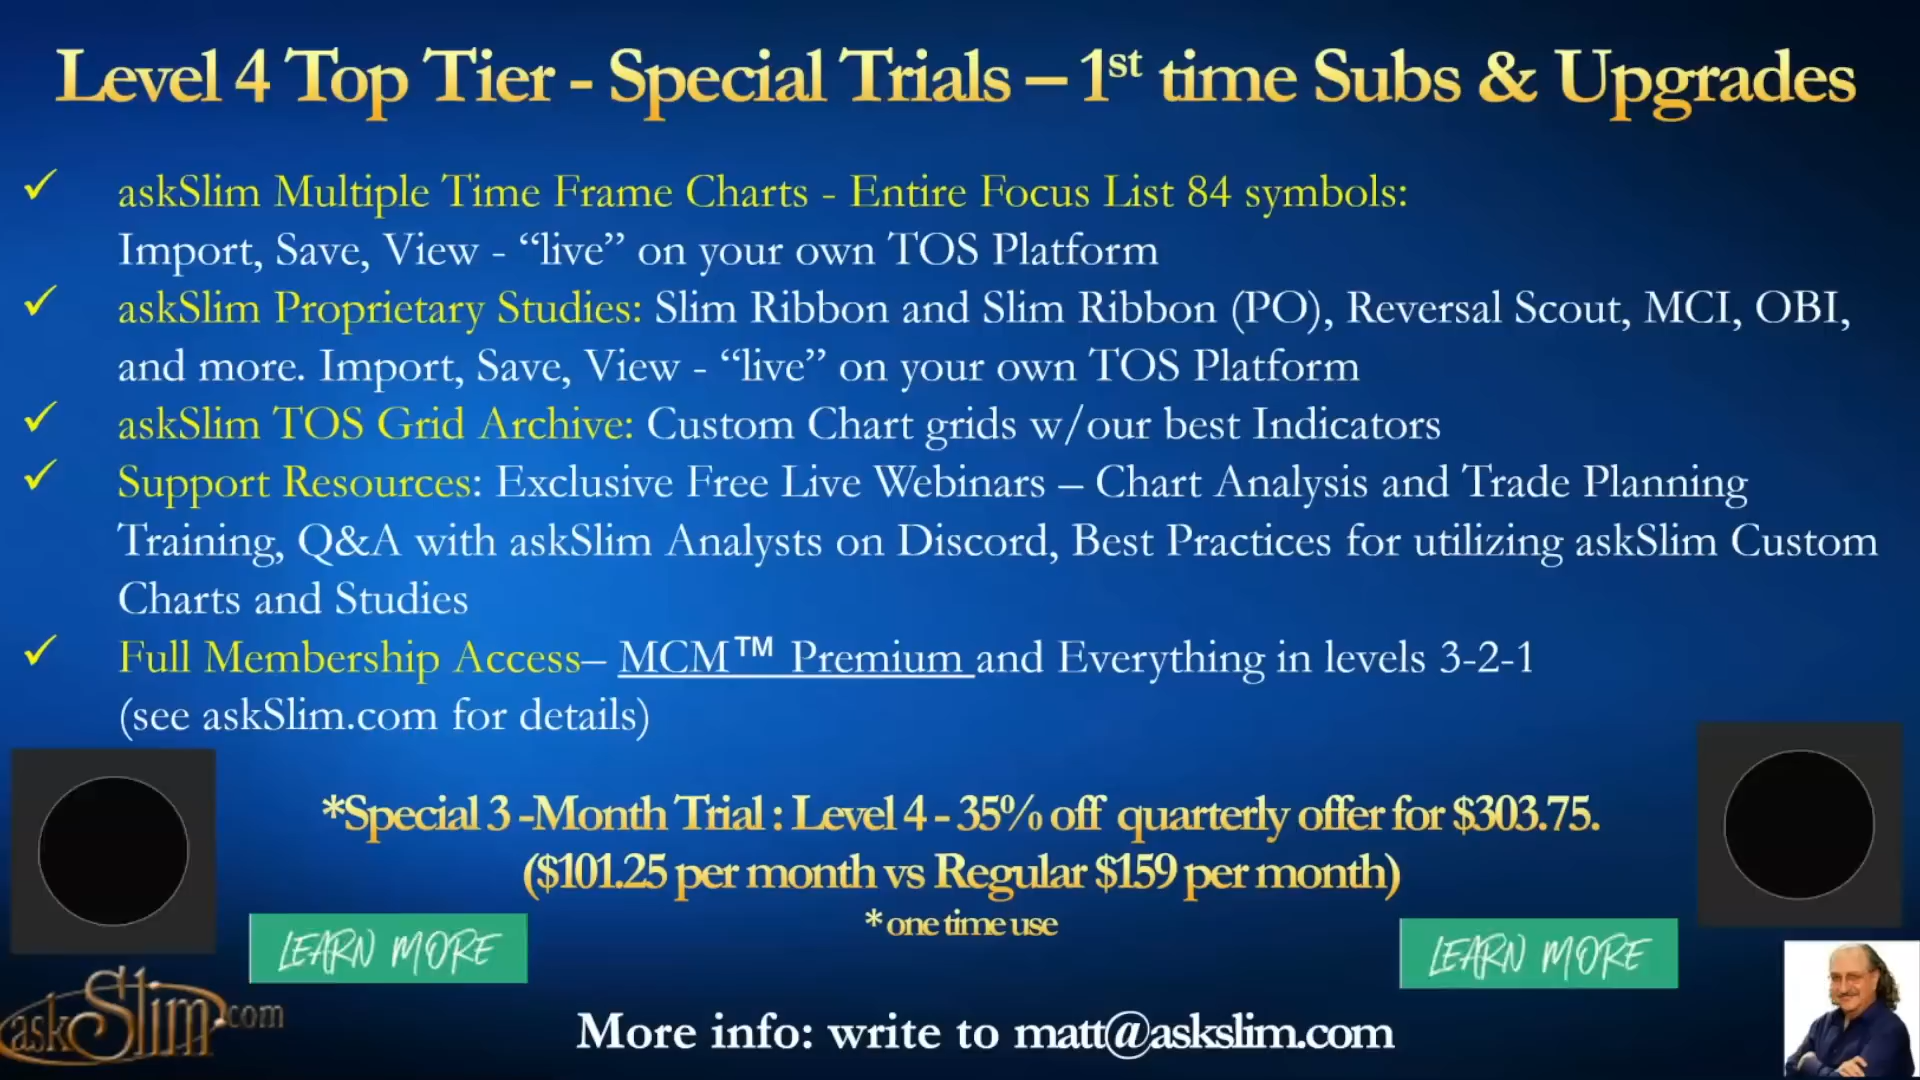 Level 4 Top Tier - Special Trials – 1st time Subs & Upgrades
✓ askSlim Multiple Time Frame Charts - Entire Focus List 84 symbols:
Import, Save, View - “live” on your own TOS Platform
✓ askSlim Proprietary Studies: Slim Ribbon and Slim Ribbon (PO), Reversal Scout, MCI, OBI,
and more. Import, Save, View - “live” on your own TOS Platform
✓ askSlim TOS Grid Archive: Custom Chart grids w/our best Indicators
✓ Support Resources: Exclusive Free Live Webinars – Chart Analysis and Trade Planning
Training, Q&A with askSlim Analysts on Discord, Best Practices for utilizing askSlim Custom
Charts and Studies
✓ Full Membership Access– MCM™ Premium and Everything in levels 3-2-1
(see askSlim.com for details)
*Special 3 -Month Trial : Level 4 - 35% off quarterly offer for $303.75.
($101.25 per month vs Regular $159 per month)
* one time use
LEARN MORE
LEARN MORE
askSlim.com
More info: write to matt@askslim.com